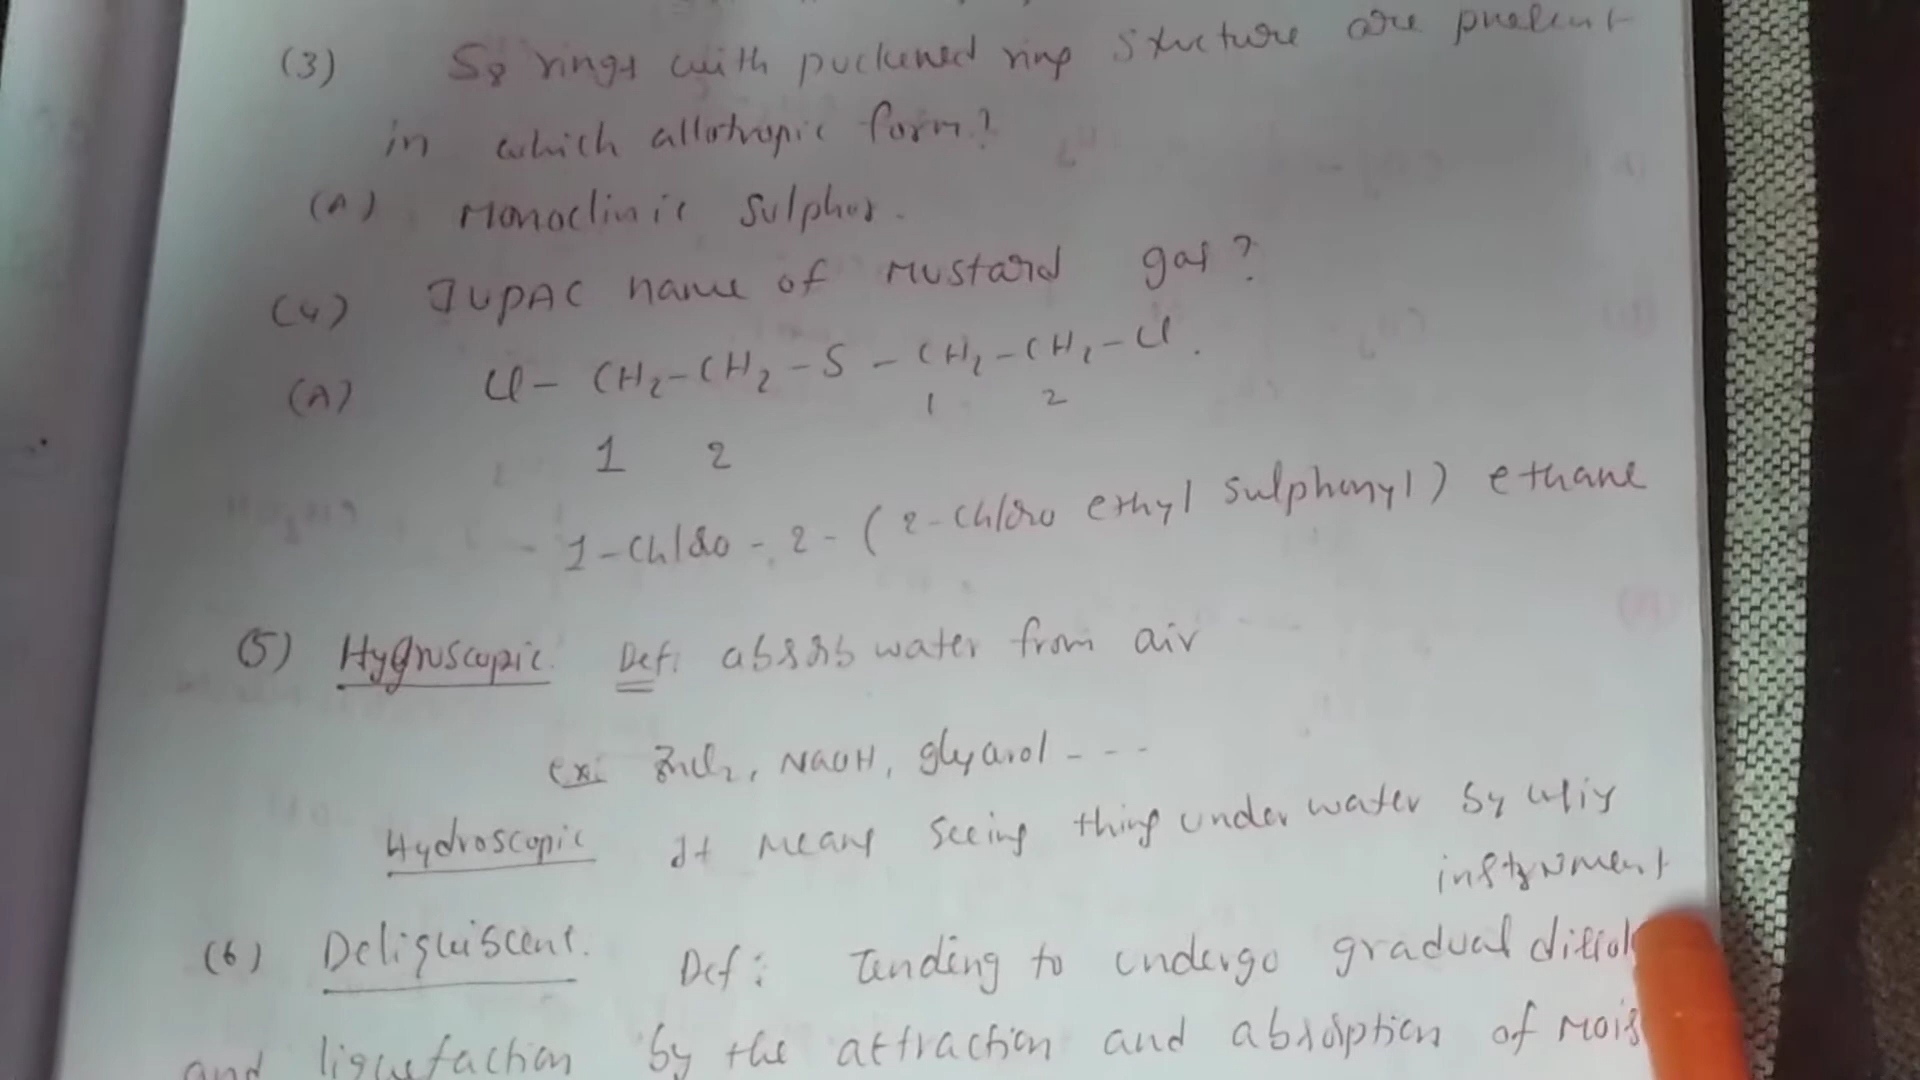 (3) S8 rings with puckered ring structure are present
in which allotropic form?
(A) Monoclinic sulphur.
(4) IUPAC name of Mustard gas?
(A) Cl - CH2 - CH2 - S - CH2 - CH2 - Cl.
1 2
1 2
- 1-Chloro - 2 - (2-chloro ethyl sulphonyl) ethane
(5) Hygroscopic. Def: absorb water from air
ex: ZnCl2, NaOH, glycerol ---
Hydroscopic It means seeing thing under water by
instrument
(6) Deliquiscent. Def: Tending to undergo gradual
and liquefaction by the attraction and absorption of